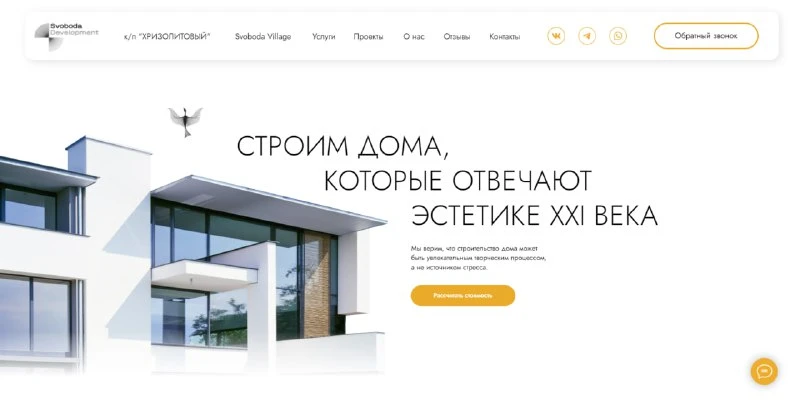 Svoboda
Development
к/п "ХРИЗОЛИТОВЫЙ"
Svoboda Village
Услуги
Проекты
О нас
Отзывы
Контакты
Обратный звонок
СТРОИМ ДОМА,
КОТОРЫЕ ОТВЕЧАЮТ
ЭСТЕТИКЕ XXI ВЕКА
Мы верим, что строительство дома может
быть увлекательным творческим процессом,
а не источником стресса.
Рассчитать стоимость